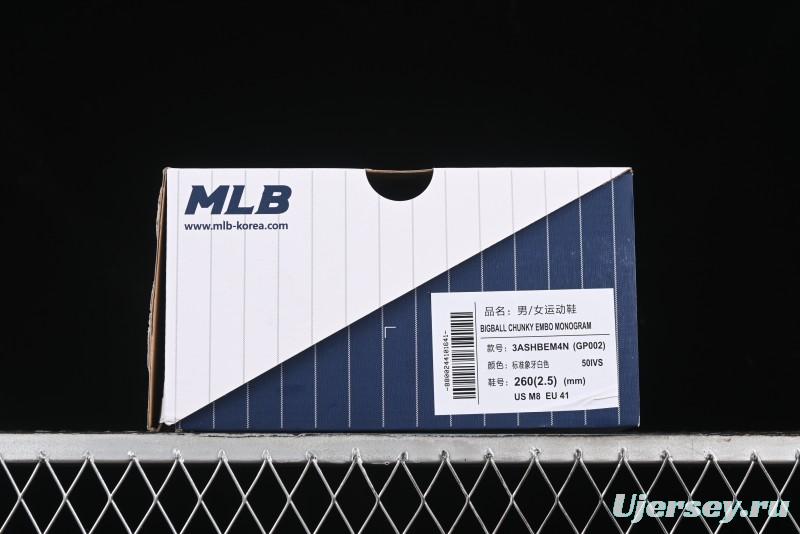 MLB
www.mlb-korea.com
品名：男/女运动鞋
BIGBALL CHUNKY EMBO MONOGRAM
款号：3ASHBEM4N (GP002)
颜色：标准象牙白色 50IVS
鞋号：260(2.5) (mm)
US M8 EU 41
Ujersey.ru